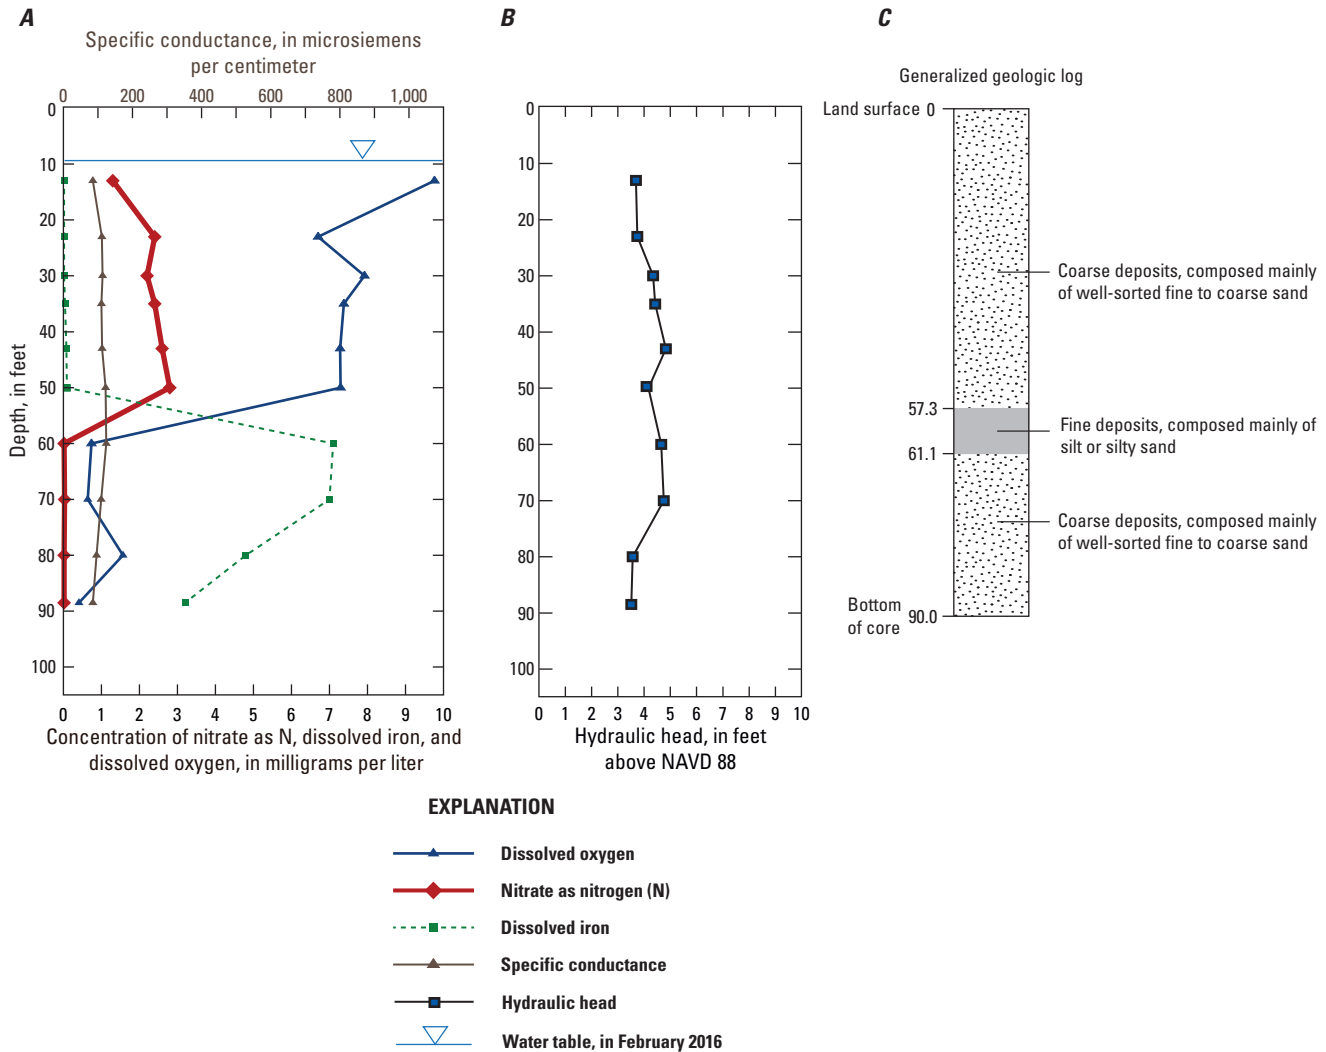 A
Specific conductance, in microsiemens
per centimeter
0 200 400 600 800 1,000
0
10
20
30
40
50
60
70
80
90
100
Depth, in feet
0 1 2 3 4 5 6 7 8 9 10
Concentration of nitrate as N, dissolved iron, and
dissolved oxygen, in milligrams per liter
B
0
10
20
30
40
50
60
70
80
90
100
0 1 2 3 4 5 6 7 8 9 10
Hydraulic head, in feet
above NAVD 88
C
Generalized geologic log
Land surface 0
Coarse deposits, composed mainly
of well-sorted fine to coarse sand
57.3
Fine deposits, composed mainly of
silt or silty sand
61.1
Coarse deposits, composed mainly
of well-sorted fine to coarse sand
Bottom
of core
90.0
EXPLANATION
Dissolved oxygen
Nitrate as nitrogen (N)
Dissolved iron
Specific conductance
Hydraulic head
Water table, in February 2016